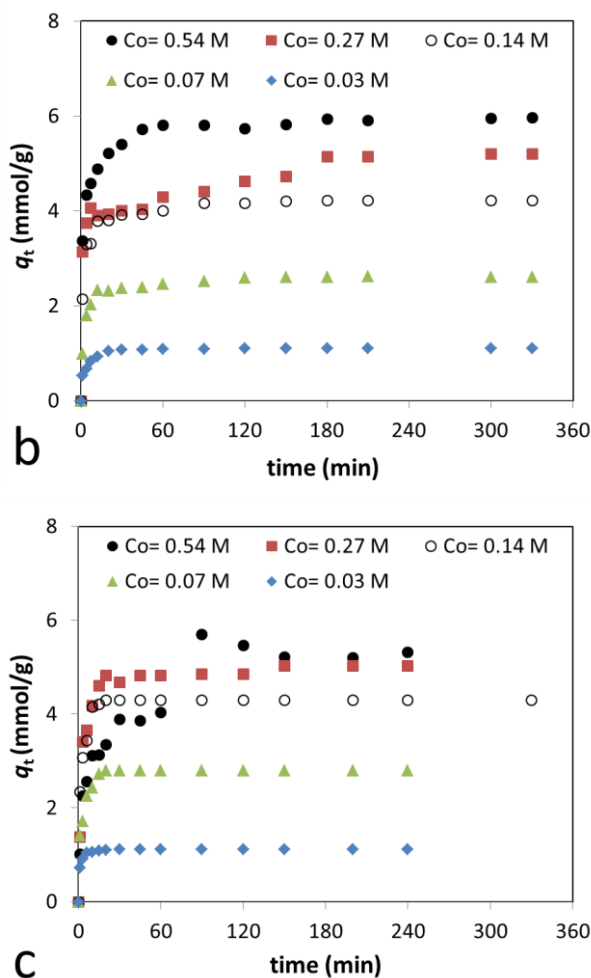 8
Co= 0.54 M Co= 0.27 M Co= 0.14 M
Co= 0.07 M Co= 0.03 M
6
4
2
0
qt (mmol/g)
0 60 120 180 240 300 360
time (min)
b
8
Co= 0.54 M Co= 0.27 M Co= 0.14 M
Co= 0.07 M Co= 0.03 M
6
4
2
0
qt (mmol/g)
0 60 120 180 240 300 360
time (min)
c